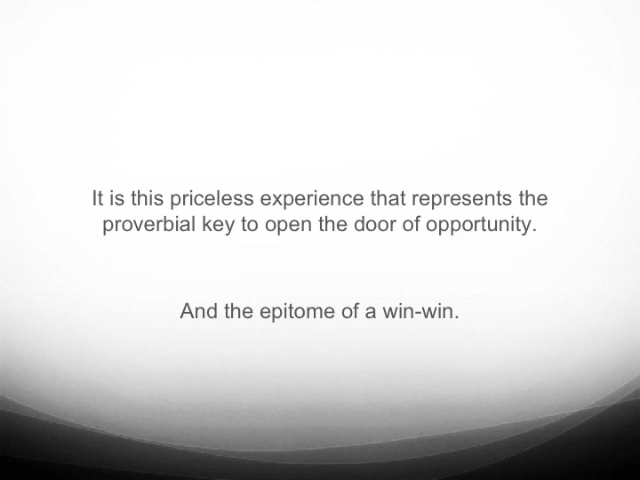 It is this priceless experience that represents the
proverbial key to open the door of opportunity.
And the epitome of a win-win.